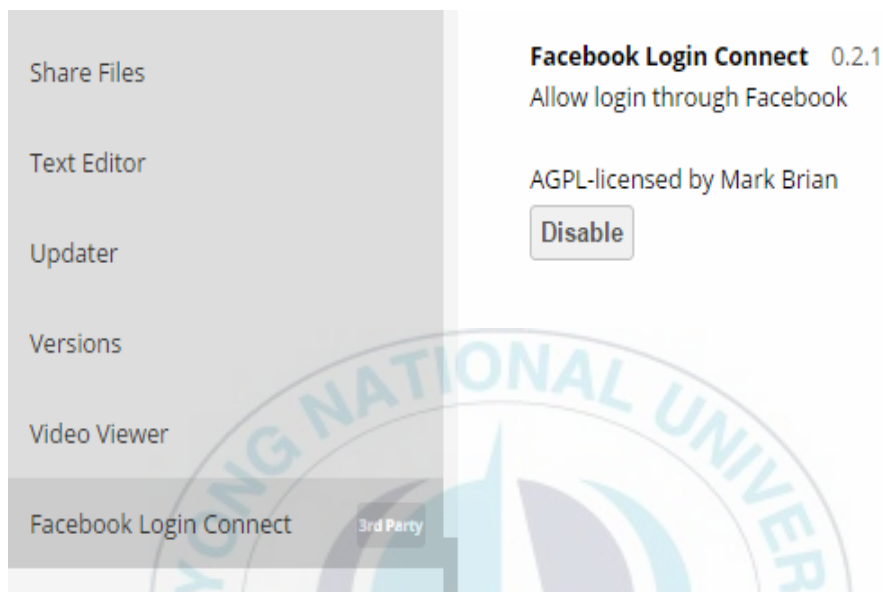 Share Files
Text Editor
Updater
Versions
Video Viewer
Facebook Login Connect 3rd Party
Facebook Login Connect 0.2.1
Allow login through Facebook
AGPL-licensed by Mark Brian
Disable
NATIONAL